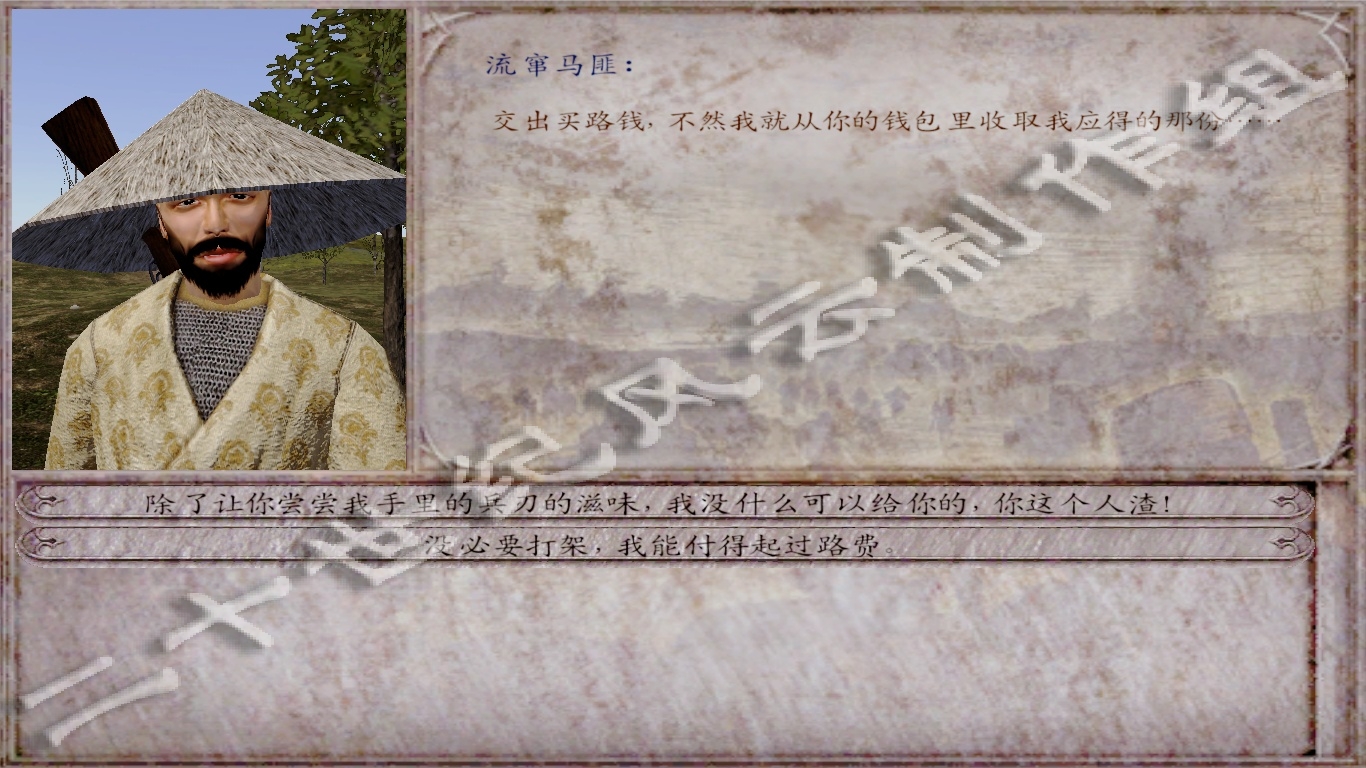 流窜马匪：
交出买路钱，不然我就从你的钱包里收取我应得的那份……
除了让你尝尝我手里的兵刃的滋味，我没什么可以给你的，你这个人渣！
没必要打架，我能付得起过路费。
二十世纪风云制作组